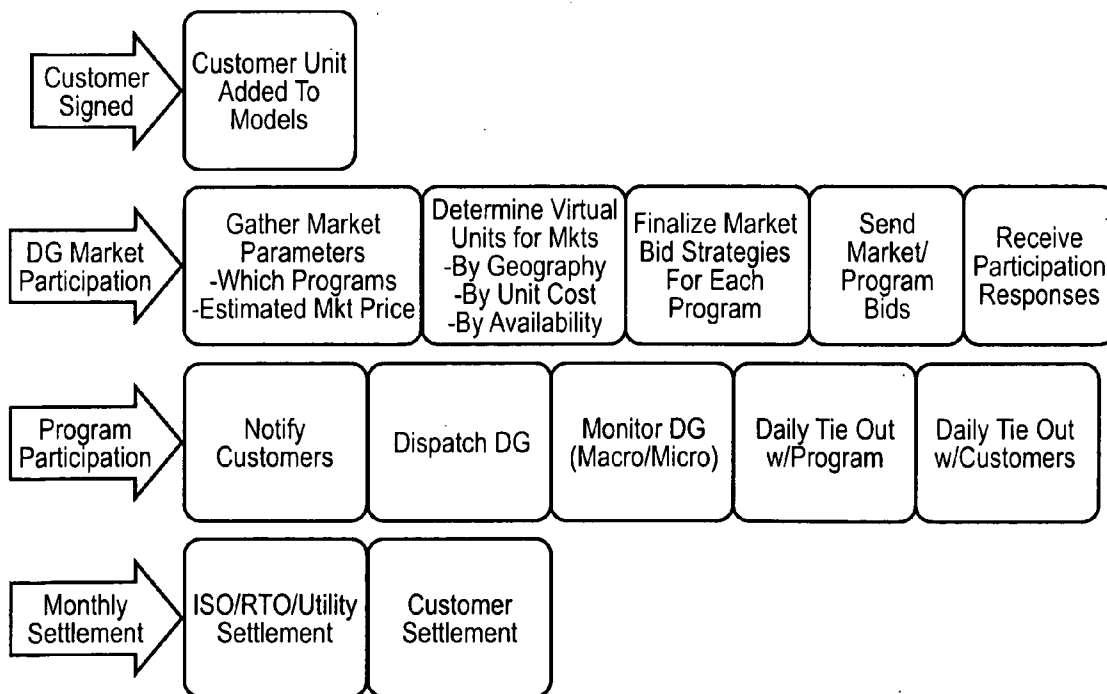 Customer
Signed
Customer Unit
Added To
Models
DG Market
Participation
Gather Market
Parameters
-Which Programs
-Estimated Mkt Price
Determine Virtual
Units for Mkts
-By Geography
-By Unit Cost
-By Availability
Finalize Market
Bid Strategies
For Each
Program
Send
Market/
Program
Bids
Receive
Participation
Responses
Program
Participation
Notify
Customers
Dispatch DG
Monitor DG
(Macro/Micro)
Daily Tie Out
w/Program
Daily Tie Out
w/Customers
Monthly
Settlement
ISO/RTO/Utility
Settlement
Customer
Settlement